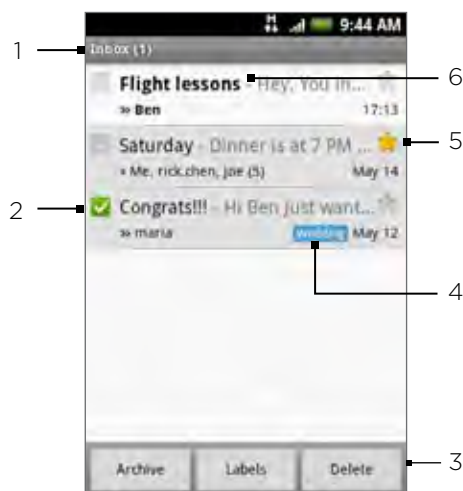 9:44 AM
1
Inbox (1)
Flight lessons - Hey, You in...
6
» Ben
17:13
Saturday - Dinner is at 7 PM ...
5
› Me, rick.chen, joe (5)
May 14
2
Congrats!!! - Hi Ben Just want...
» maria
Wedding
May 12
4
Archive
Labels
Delete
3